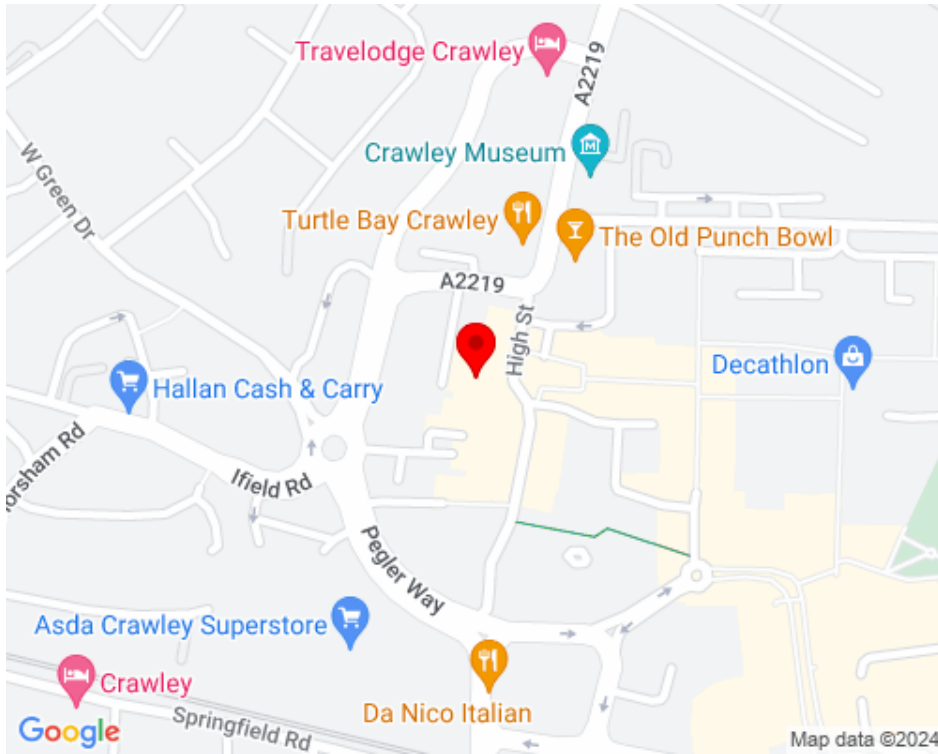 Travelodge Crawley
A2219
Crawley Museum
W Green Dr
Turtle Bay Crawley
The Old Punch Bowl
A2219
High St
Decathlon
Hallan Cash & Carry
orsham Rd
Ifield Rd
Pegler Way
Asda Crawley Superstore
Crawley
Da Nico Italian
Springfield Rd
Google
Map data ©2024